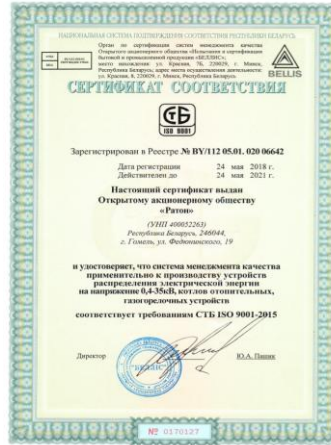 НАЦИОНАЛЬНАЯ СИСТЕМА ПОДТВЕРЖДЕНИЯ СООТВЕТСТВИЯ РЕСПУБЛИКИ БЕЛАРУСЬ
Орган по сертификации систем менеджмента качества
Открытого акционерного общества «Испытания и сертификация
бытовой и промышленной продукции «БЕЛЛИС»,
место нахождения: ул. Красная, 7Б, 220029, г. Минск,
Республика Беларусь; адрес места осуществления деятельности:
ул. Красная, 8, 220029, г. Минск, Республика Беларусь
BELLIS
СЕРТИФИКАТ СООТВЕТСТВИЯ
СТБ
ISO 9001
Зарегистрирован в Реестре № BY/112 05.01. 020 06642
Дата регистрации 24 мая 2018 г.
Действителен до 24 мая 2021 г.
Настоящий сертификат выдан
Открытому акционерному обществу
«Ратон»
(УНП 400052263)
Республика Беларусь, 246044,
г. Гомель, ул. Федюнинского, 19
и удостоверяет, что система менеджмента качества
применительно к производству устройств
распределения электрической энергии
на напряжение 0,4-35кВ, котлов отопительных,
газогорелочных устройств
соответствует требованиям СТБ ISO 9001-2015
Директор
Ю.А. Пашик
"БЕЛЛИС"
№ 0170127